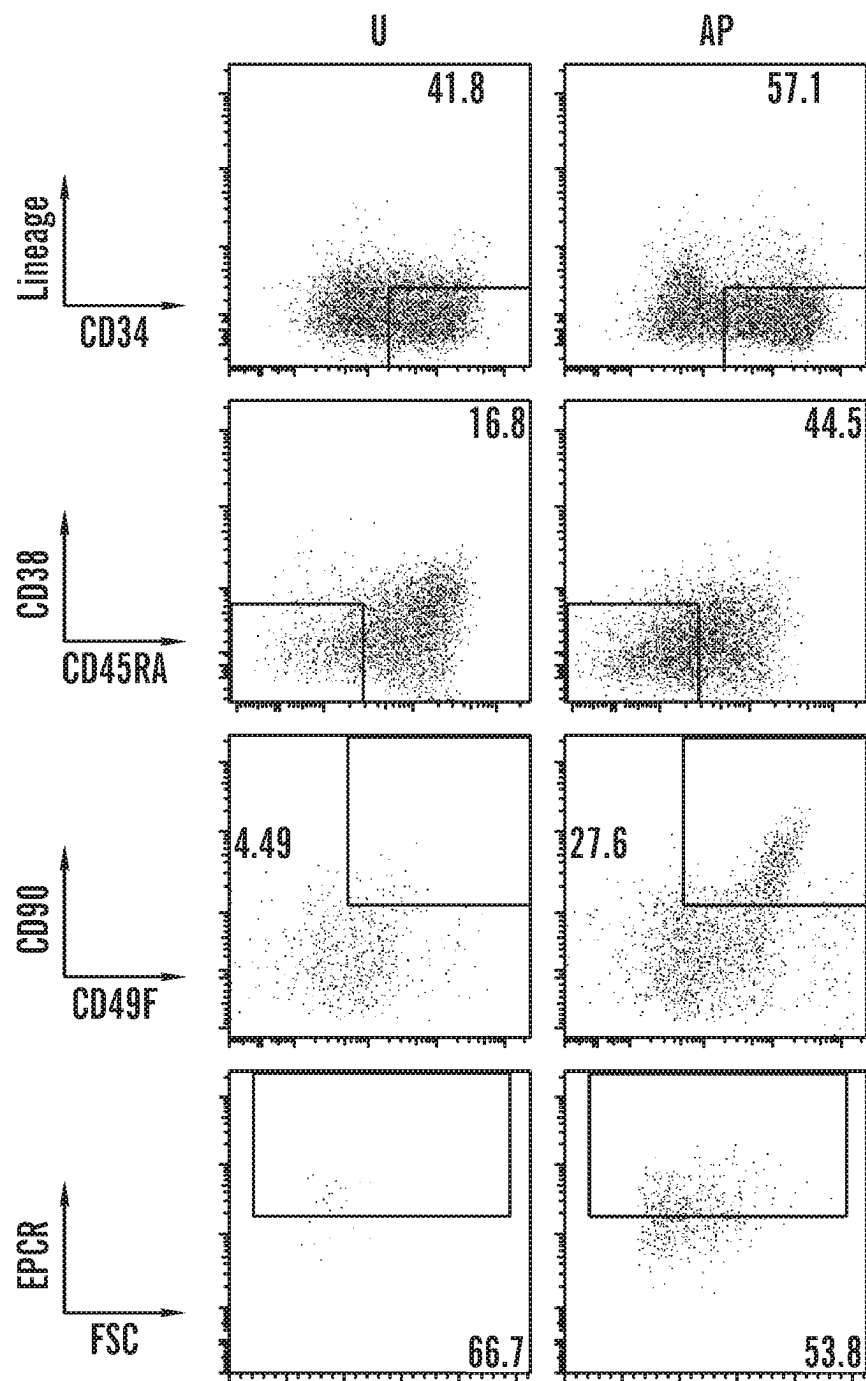 U AP
41.8 57.1
Lineage
CD34
16.8 44.5
CD38
CD45RA
4.49 27.6
CD90
CD49F
EPCR
FSC
66.7 53.8